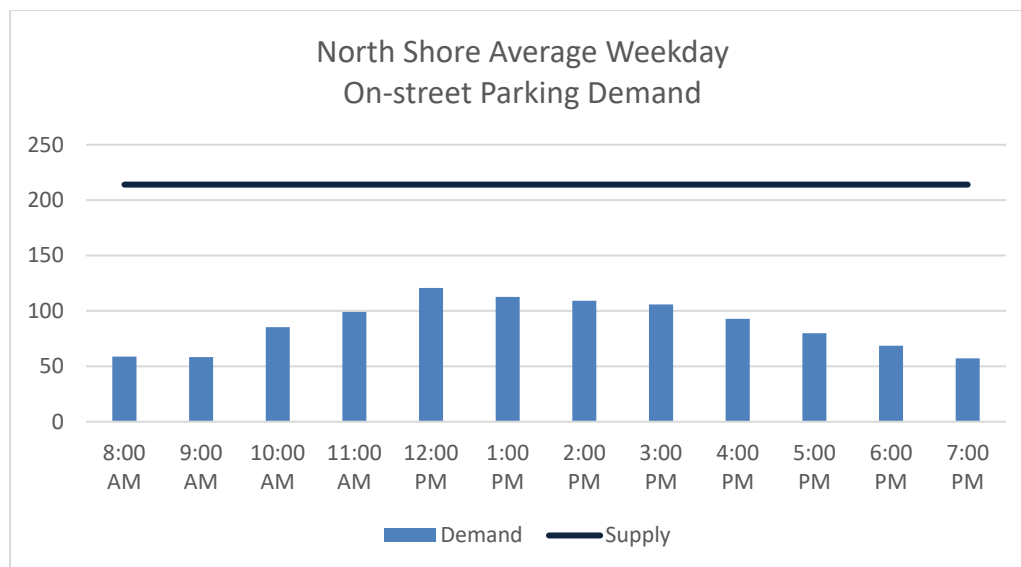 North Shore Average Weekday
On-street Parking Demand
250
200
150
100
50
0
8:00 9:00 10:00 11:00 12:00 1:00 2:00 3:00 4:00 5:00 6:00 7:00
AM AM AM AM PM PM PM PM PM PM PM PM
Demand Supply